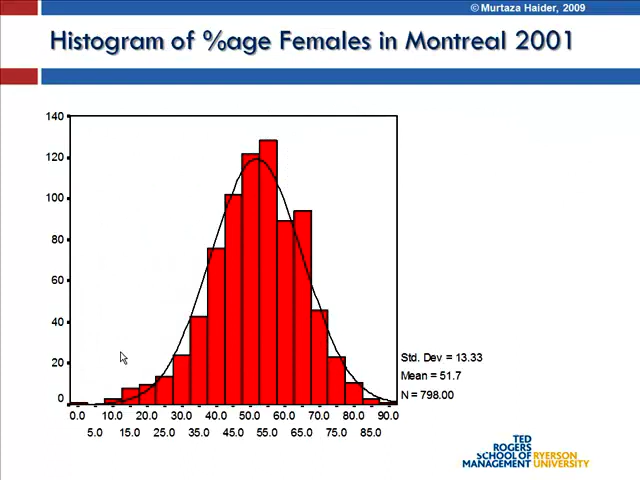 © Murtaza Haider, 2009
Histogram of %age Females in Montreal 2001
140
120
100
80
60
40
20
0
0.0 10.0 20.0 30.0 40.0 50.0 60.0 70.0 80.0 90.0
5.0 15.0 25.0 35.0 45.0 55.0 65.0 75.0 85.0
Std. Dev = 13.33
Mean = 51.7
N = 798.00
TED
ROGERS
SCHOOL OF RYERSON
MANAGEMENT UNIVERSITY